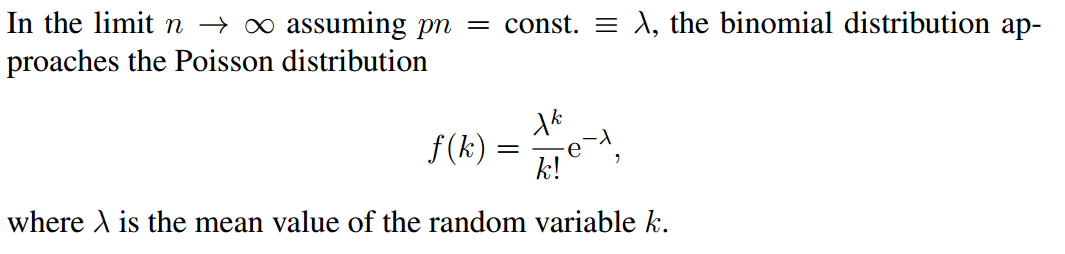 In the limit n → ∞ assuming pn = const. ≡ λ, the binomial distribution ap-
proaches the Poisson distribution
f(k) = \frac{λ^k}{k!} e^{−λ},
where λ is the mean value of the random variable k.